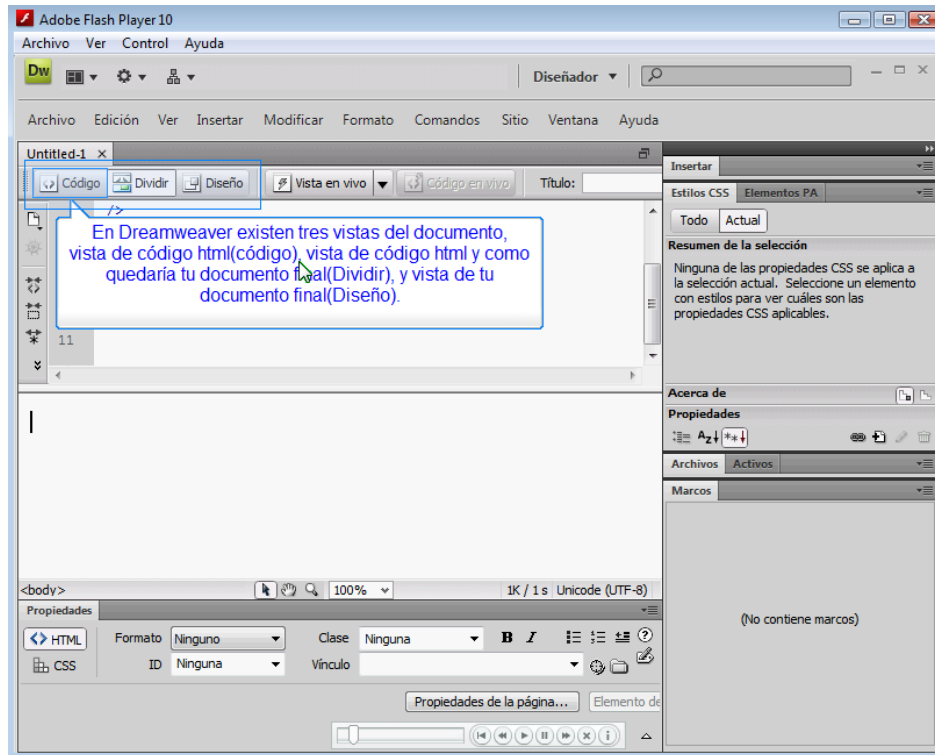 Adobe Flash Player 10
Archivo Ver Control Ayuda
Dw
Diseñador
Archivo Edición Ver Insertar Modificar Formato Comandos Sitio Ventana Ayuda
Untitled-1
Código Dividir Diseño Vista en vivo Código en vivo Título:
/>
En Dreamweaver existen tres vistas del documento,
vista de código html(código), vista de código html y como
quedaría tu documento final(Dividir), y vista de tu
documento final(Diseño).
11
<body>
100%
1K / 1 s Unicode (UTF-8)
Propiedades
HTML Formato Ninguno Clase Ninguna B I
CSS ID Ninguna Vínculo
Propiedades de la página... Elemento de
Insertar
Estilos CSS Elementos PA
Todo Actual
Resumen de la selección
Ninguna de las propiedades CSS se aplica a
la selección actual. Seleccione un elemento
con estilos para ver cuáles son las
propiedades CSS aplicables.
Acerca de
Propiedades
Az
Archivos Activos
Marcos
(No contiene marcos)